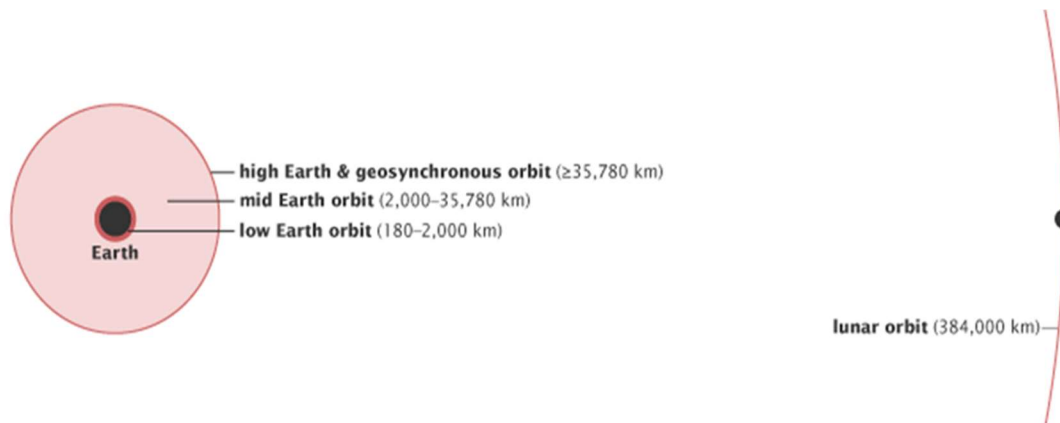 high Earth & geosynchronous orbit (≥35,780 km)
mid Earth orbit (2,000–35,780 km)
low Earth orbit (180–2,000 km)
Earth
lunar orbit (384,000 km)